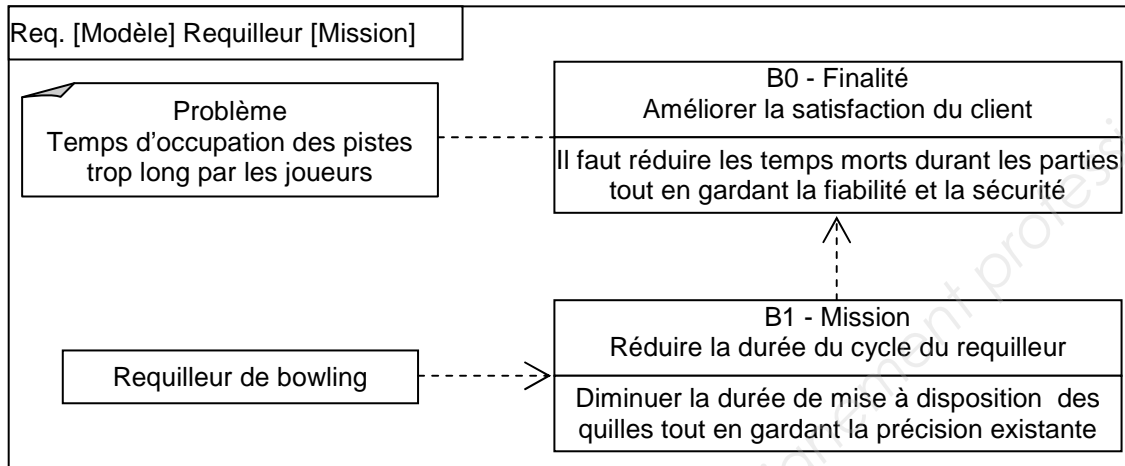 Req. [Modèle] Requilleur [Mission]
Problème
Temps d'occupation des pistes
trop long par les joueurs
B0 - Finalité
Améliorer la satisfaction du client
Il faut réduire les temps morts durant les parties
tout en gardant la fiabilité et la sécurité
B1 - Mission
Réduire la durée du cycle du requilleur
Requilleur de bowling
Diminuer la durée de mise à disposition des
quilles tout en gardant la précision existante